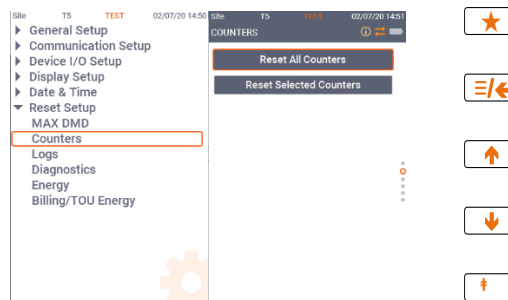 Site T5 TEST 02/07/20 14:50
General Setup
Communication Setup
Device I/O Setup
Display Setup
Date & Time
Reset Setup
MAX DMD
Counters
Logs
Diagnostics
Energy
Billing/TOU Energy
Site T5 TEST 02/07/20 14:51
COUNTERS
Reset All Counters
Reset Selected Counters